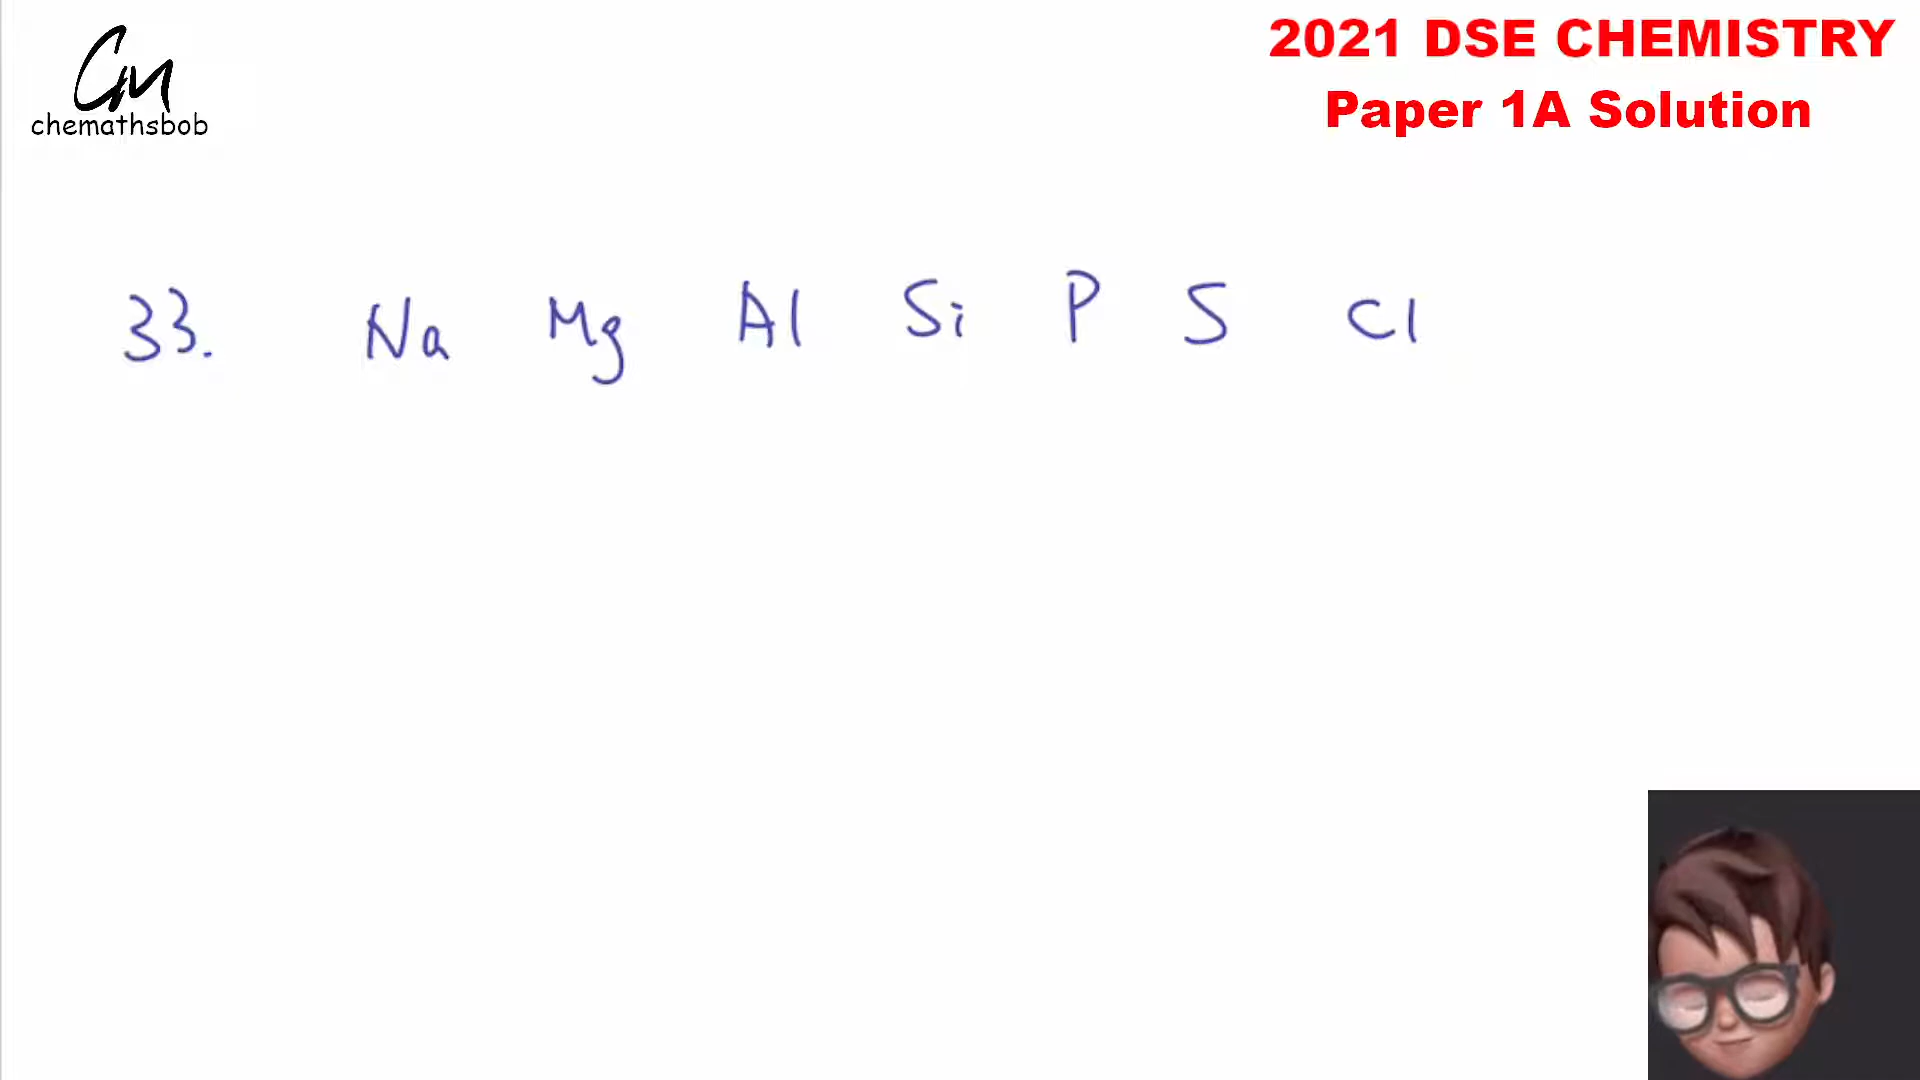 chemathsbob
2021 DSE CHEMISTRY
Paper 1A Solution
33. Na Mg Al Si P S Cl